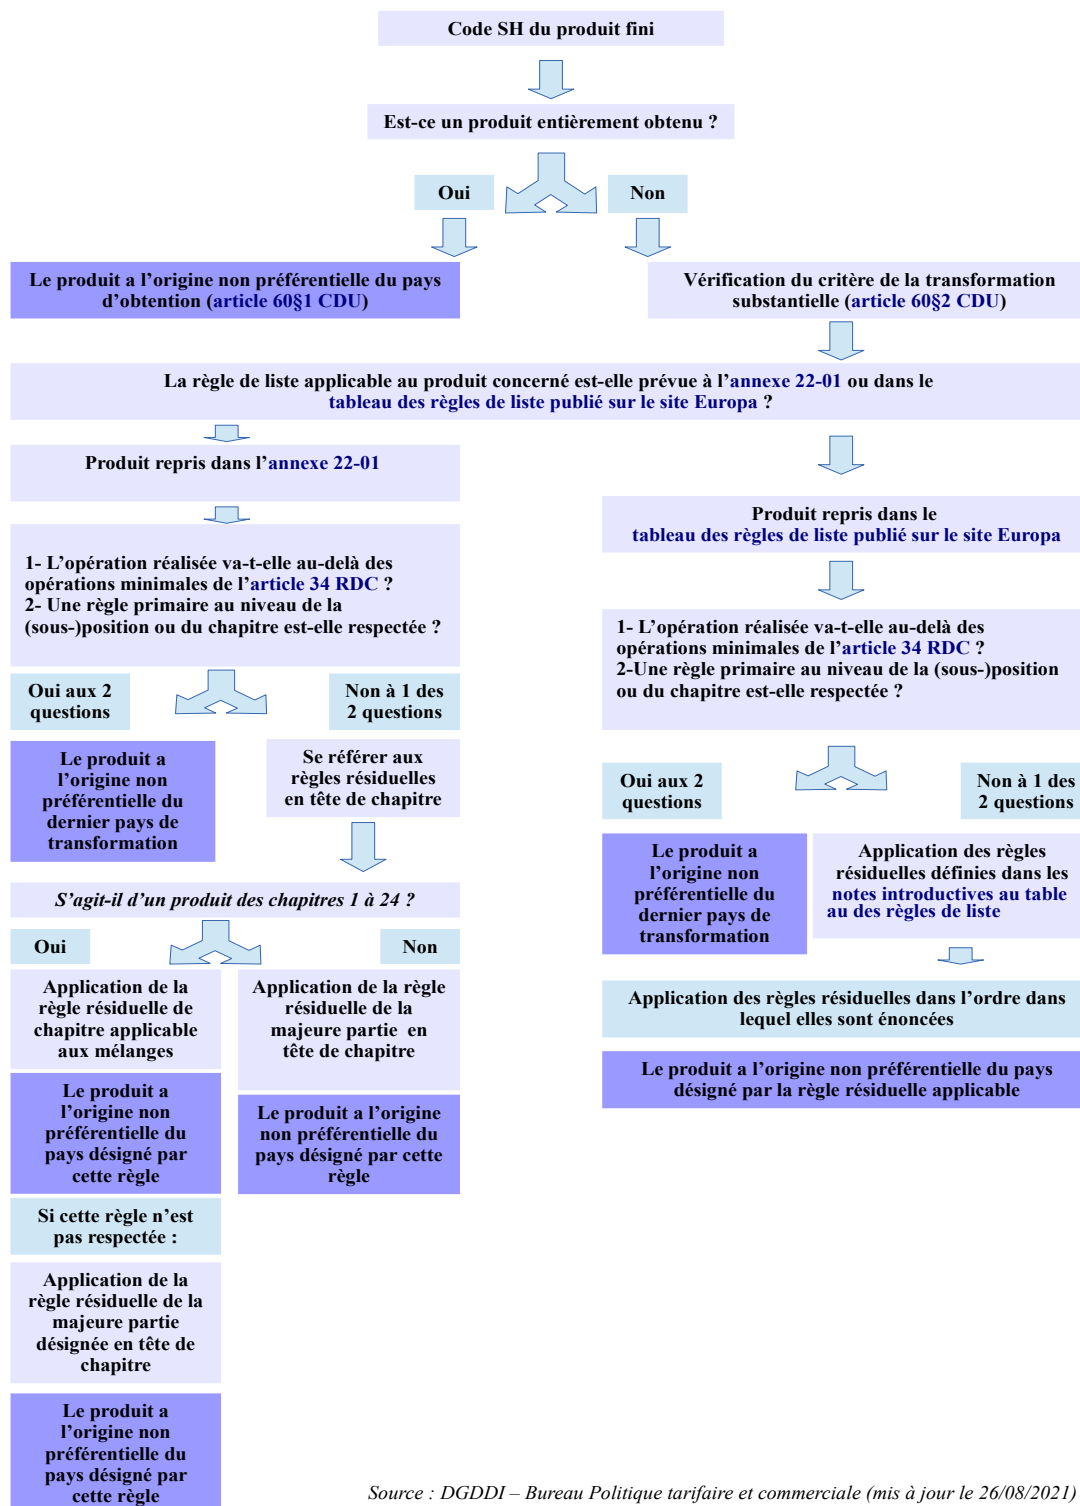 Code SH du produit fini
Est-ce un produit entièrement obtenu ?
Oui
Non
Le produit a l’origine non préférentielle du pays
d’obtention (article 60§1 CDU)
Vérification du critère de la transformation
substantielle (article 60§2 CDU)
La règle de liste applicable au produit concerné est-elle prévue à l’annexe 22-01 ou dans le
tableau des règles de liste publié sur le site Europa ?
Produit repris dans l’annexe 22-01
1- L’opération réalisée va-t-elle au-delà des
opérations minimales de l’article 34 RDC ?
2- Une règle primaire au niveau de la
(sous-)position ou du chapitre est-elle respectée ?
Oui aux 2
questions
Non à 1 des
2 questions
Le produit a
l’origine non
préférentielle du
dernier pays de
transformation
Se référer aux
règles résiduelles
en tête de chapitre
S’agit-il d’un produit des chapitres 1 à 24 ?
Oui
Non
Application de la
règle résiduelle de
chapitre applicable
aux mélanges
Le produit a
l’origine non
préférentielle du
pays désigné par
cette règle
Si cette règle n’est
pas respectée :
Application de la
règle résiduelle de la
majeure partie
désignée en tête de
chapitre
Le produit a
l’origine non
préférentielle du
pays désigné par
cette règle
Application de la règle
résiduelle de la
majeure partie en
tête de chapitre
Le produit a l’origine
non préférentielle du
pays désigné par cette
règle
Produit repris dans le
tableau des règles de liste publié sur le site Europa
1- L’opération réalisée va-t-elle au-delà des
opérations minimales de l’article 34 RDC ?
2-Une règle primaire au niveau de la (sous-)position
ou du chapitre est-elle respectée ?
Oui aux 2
questions
Non à 1 des
2 questions
Le produit a
l’origine non
préférentielle du
dernier pays de
transformation
Application des règles
résiduelles définies dans les
notes introductives au table
au des règles de liste
Application des règles résiduelles dans l’ordre dans
lequel elles sont énoncées
Le produit a l’origine non préférentielle du pays
désigné par la règle résiduelle applicable
Source : DGDDI – Bureau Politique tarifaire et commerciale (mis à jour le 26/08/2021)